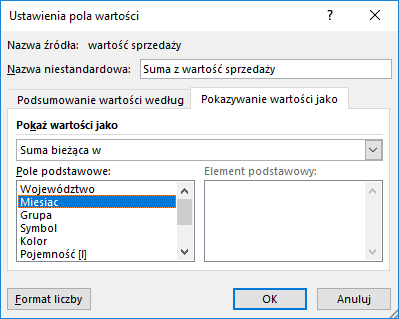 Ustawienia pola wartości
? ×
Nazwa źródła: wartość sprzedaży
Nazwa niestandardowa: Suma z wartość sprzedaży
Podsumowanie wartości według Pokazywanie wartości jako
Pokaż wartości jako
Suma bieżąca w
Pole podstawowe: Element podstawowy:
Województwo
Miesiąc
Grupa
Symbol
Kolor
Pojemność [l]
Format liczby OK Anuluj